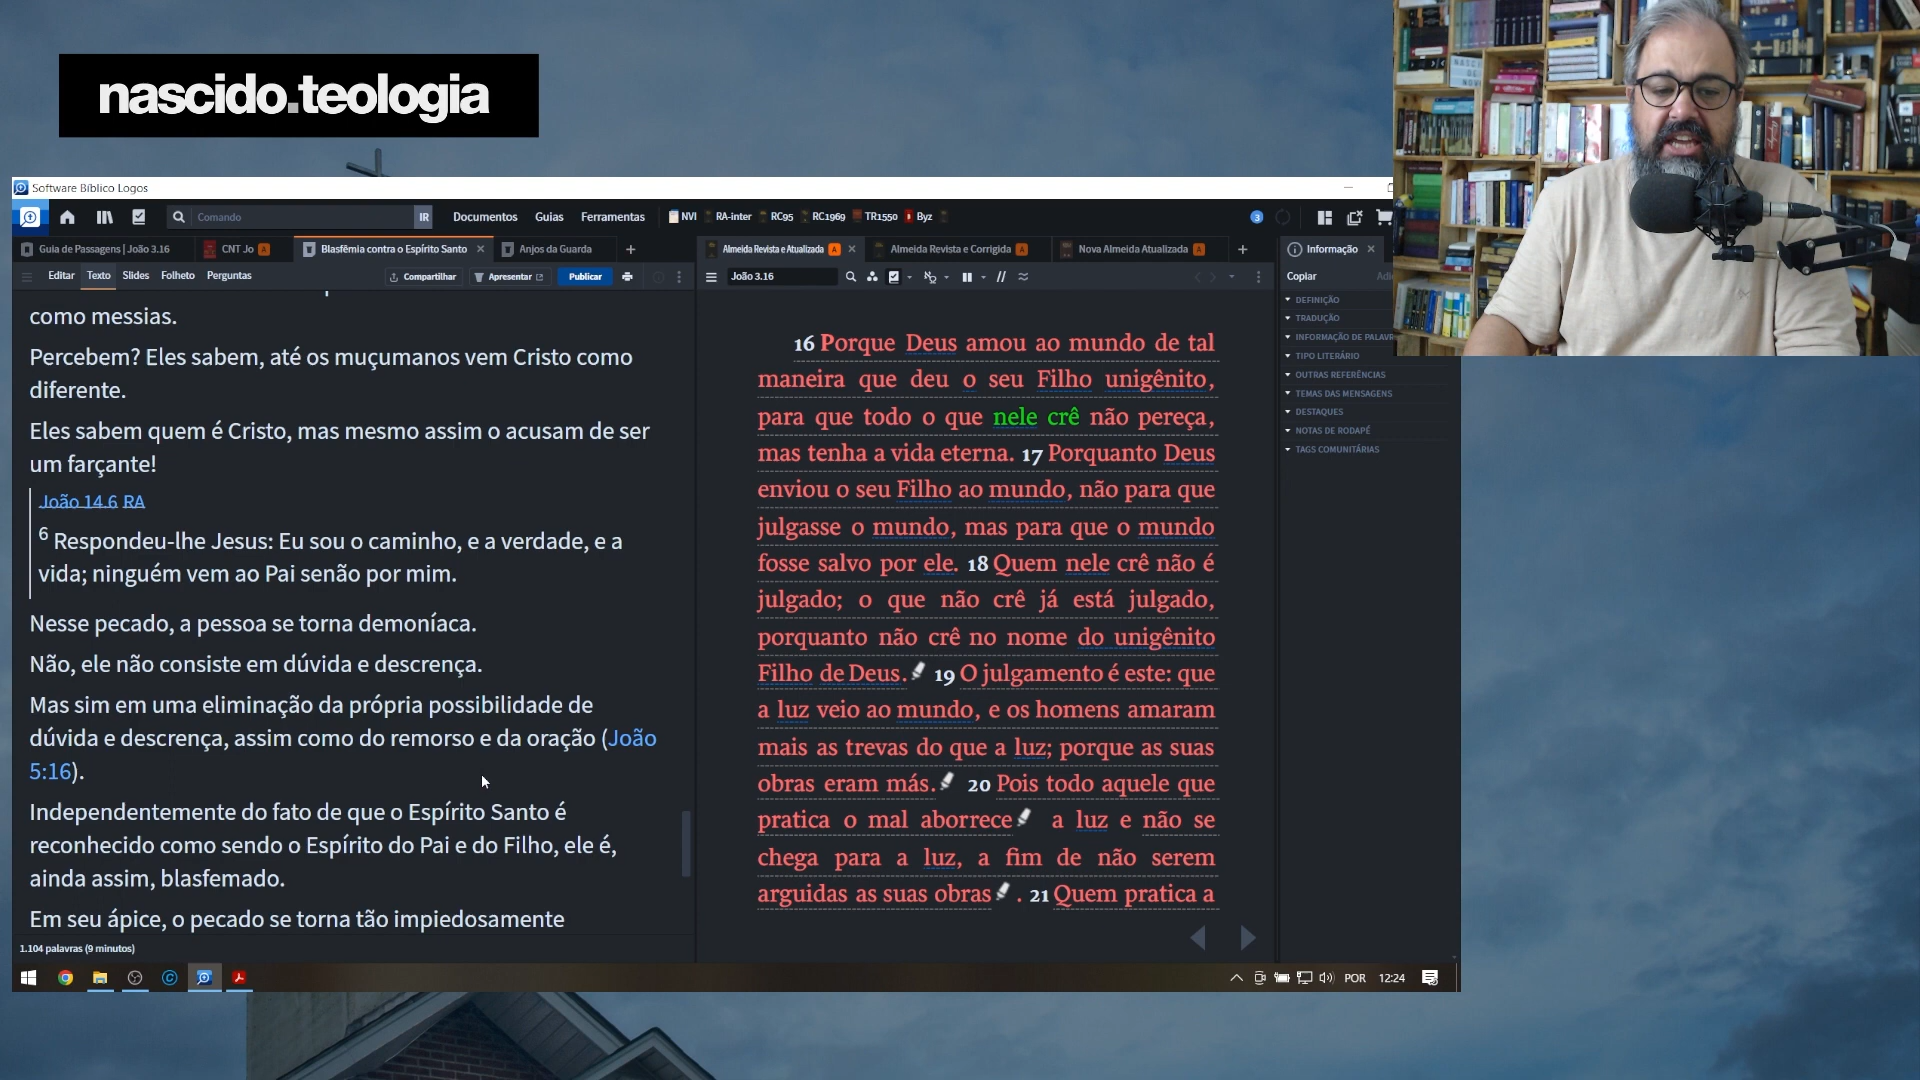 nascido.teologia
Software Bíblico Logos
Comando
IR
Documentos
Guias
Ferramentas
NVI
RA-inter
RC95
RC1969
TR1550
Byz
3
Guia de Passagens | João 3.16
CNT Jo
A
Blasfêmia contra o Espírito Santo
Anjos da Guarda
Editar
Texto
Slides
Folheto
Perguntas
Compartilhar
Apresentar
Publicar
como messias.
Percebem? Eles sabem, até os muçumanos vem Cristo como
diferente.
Eles sabem quem é Cristo, mas mesmo assim o acusam de ser
um farçante!
João 14.6 RA
6 Respondeu-lhe Jesus: Eu sou o caminho, e a verdade, e a
vida; ninguém vem ao Pai senão por mim.
Nesse pecado, a pessoa se torna demoníaca.
Não, ele não consiste em dúvida e descrença.
Mas sim em uma eliminação da própria possibilidade de
dúvida e descrença, assim como do remorso e da oração (João
5:16).
Independentemente do fato de que o Espírito Santo é
reconhecido como sendo o Espírito do Pai e do Filho, ele é,
ainda assim, blasfemado.
Em seu ápice, o pecado se torna tão impiedosamente
1.104 palavras (9 minutos)
Almeida Revista e Atualizada
A
Almeida Revista e Corrigida
A
Nova Almeida Atualizada
A
João 3.16
16 Porque Deus amou ao mundo de tal
maneira que deu o seu Filho unigênito,
para que todo o que nele crê não pereça,
mas tenha a vida eterna. 17 Porquanto Deus
enviou o seu Filho ao mundo, não para que
julgasse o mundo, mas para que o mundo
fosse salvo por ele. 18 Quem nele crê não é
julgado; o que não crê já está julgado,
porquanto não crê no nome do unigênito
Filho de Deus. 19 O julgamento é este: que
a luz veio ao mundo, e os homens amaram
mais as trevas do que a luz; porque as suas
obras eram más. 20 Pois todo aquele que
pratica o mal aborrece a luz e não se
chega para a luz, a fim de não serem
arguidas as suas obras. 21 Quem pratica a
Informação
Copiar
DEFINIÇÃO
TRADUÇÃO
INFORMAÇÃO DE PALAVR
TIPO LITERÁRIO
OUTRAS REFERÊNCIAS
TEMAS DAS MENSAGENS
DESTAQUES
NOTAS DE RODAPÉ
TAGS COMUNITÁRIAS
POR
12:24